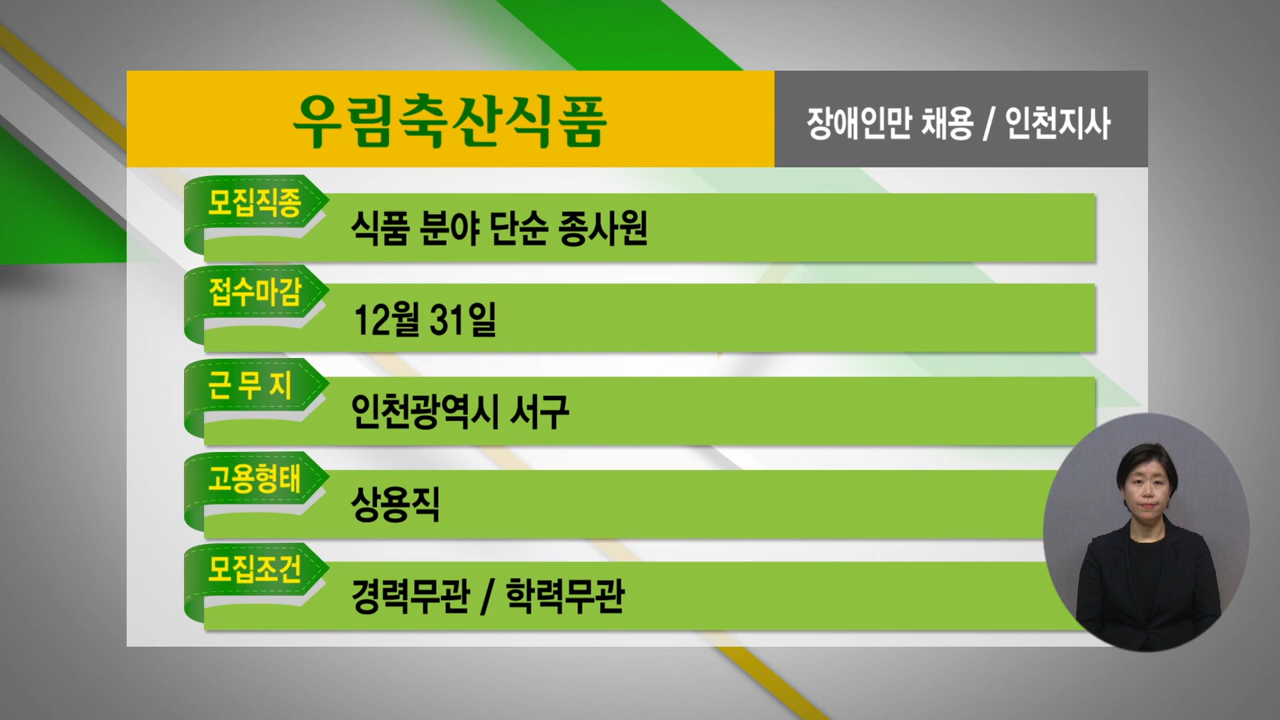 우림축산식품
장애인만 채용 / 인천지사
모집직종
식품 분야 단순 종사원
접수마감
12월 31일
근 무 지
인천광역시 서구
고용형태
상용직
모집조건
경력무관 / 학력무관